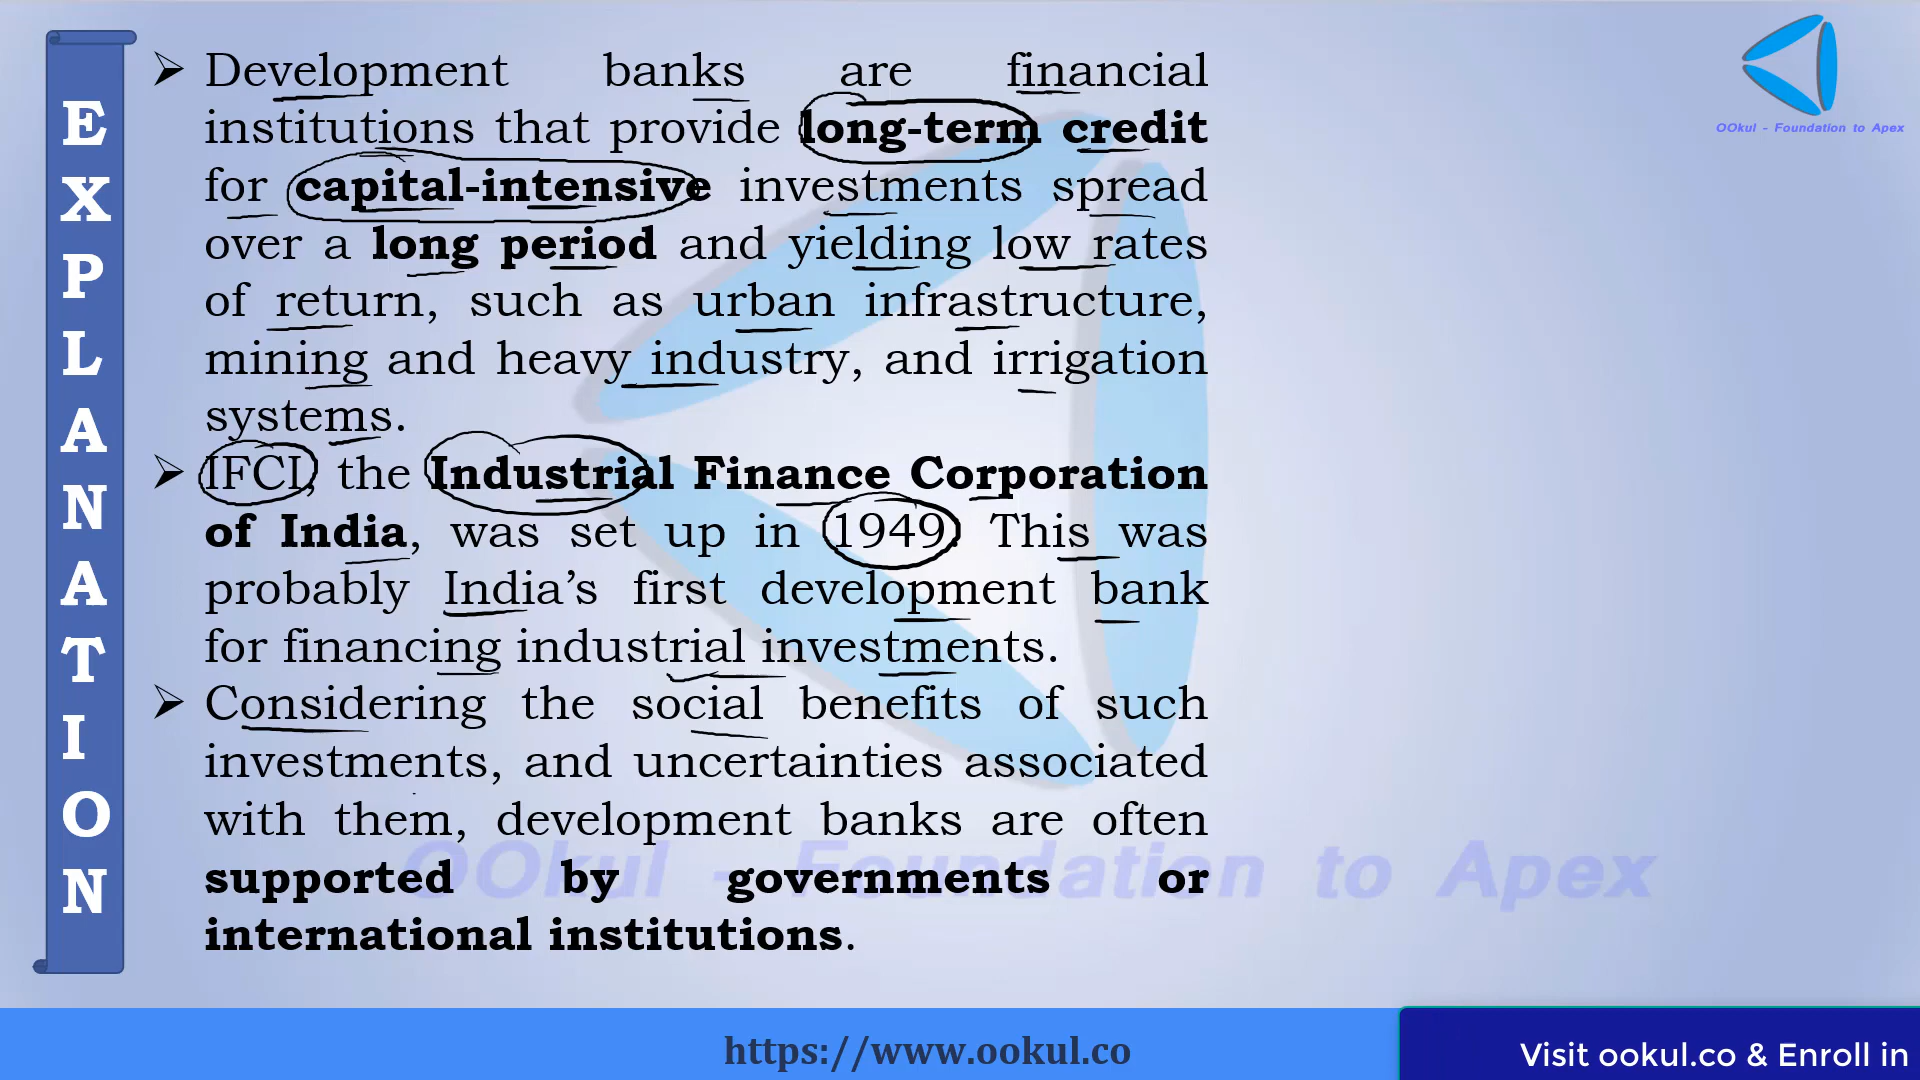 EXPLANATION
➢ Development banks are financial
institutions that provide long-term credit
for capital-intensive investments spread
over a long period and yielding low rates
of return, such as urban infrastructure,
mining and heavy industry, and irrigation
systems.
➢ IFCI, the Industrial Finance Corporation
of India, was set up in 1949. This was
probably India’s first development bank
for financing industrial investments.
➢ Considering the social benefits of such
investments, and uncertainties associated
with them, development banks are often
supported by governments or
international institutions.
OOkul - Foundation to Apex
OOkul - Foundation to Apex
https://www.ookul.co
Visit ookul.co & Enroll in